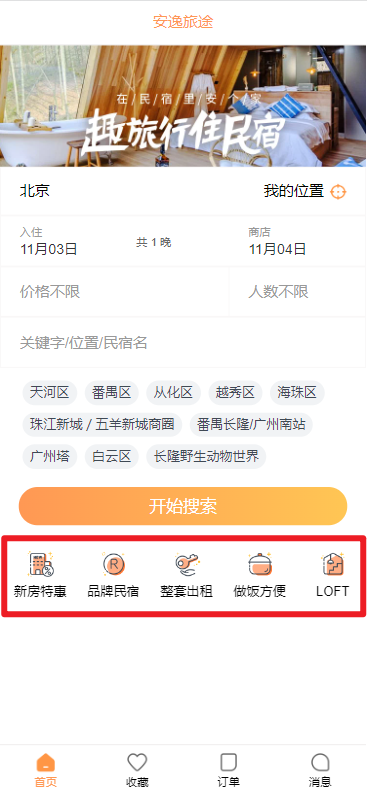 安逸旅途
在/民/宿/里/安/个/家
趣旅行住民宿
北京 我的位置
入住 商店
11月03日 共 1 晚 11月04日
价格不限 人数不限
关键字/位置/民宿名
天河区 番禺区 从化区 越秀区 海珠区
珠江新城 / 五羊新城商圈 番禺长隆/广州南站
广州塔 白云区 长隆野生动物世界
开始搜索
R
%
新房特惠 品牌民宿 整套出租 做饭方便 LOFT
首页 收藏 订单 消息